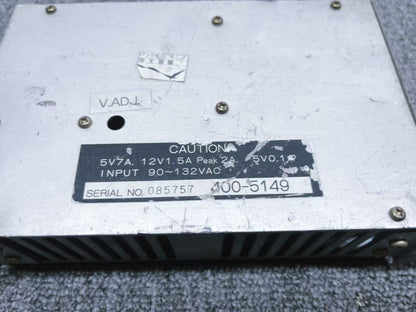 V.ADJ
CAUTION
5V7A. 12V1.5A Peak 2A. 5V0.1A
INPUT 90~132VAC
SERIAL NO. 085757 400-5149